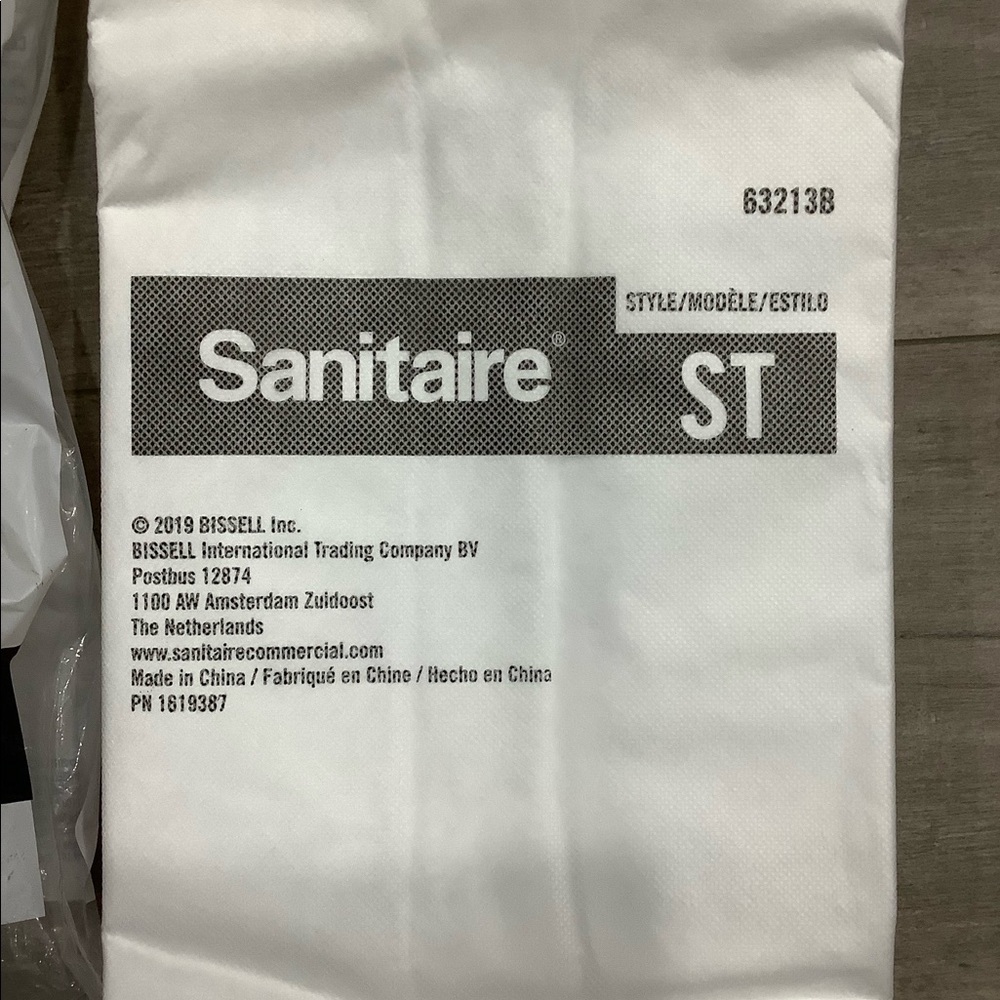 63213B
STYLE/MODÈLE/ESTILO
Sanitaire®
ST
© 2019 BISSELL Inc.
BISSELL International Trading Company BV
Postbus 12874
1100 AW Amsterdam Zuidoost
The Netherlands
www.sanitairecommercial.com
Made in China / Fabriqué en Chine / Hecho en China
PN 1619387